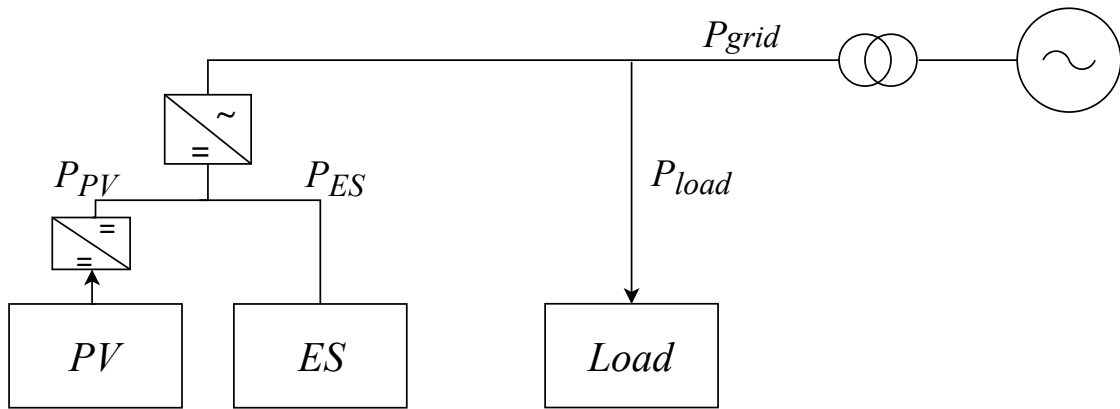 Pgrid
~
=
PPV
PES
Pload
=
=
PV
ES
Load